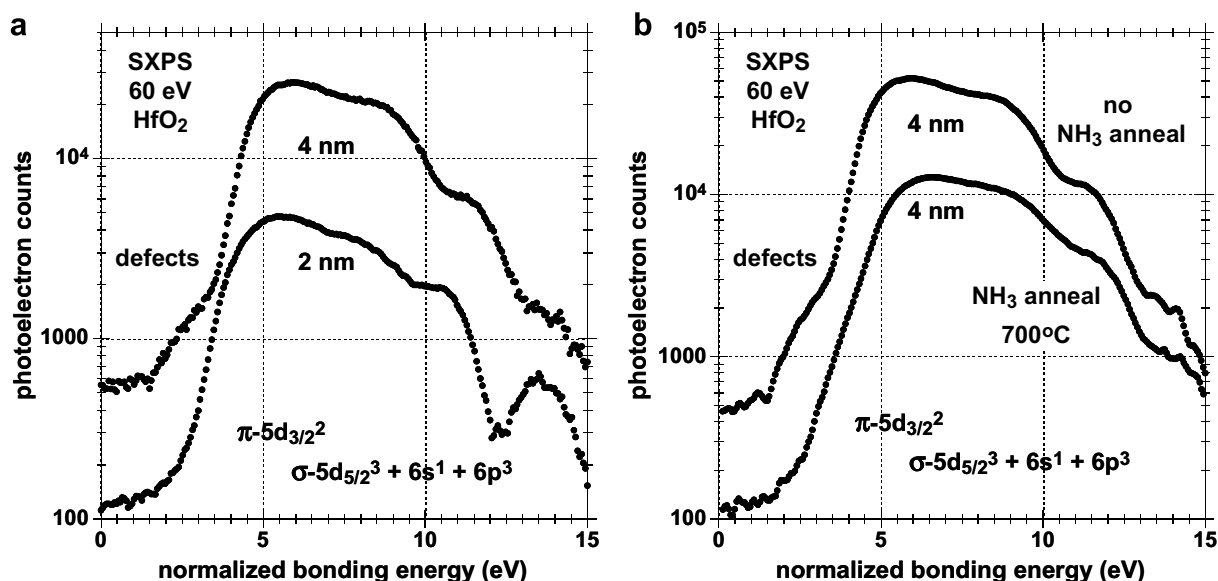 a
SXPS
60 eV
HfO2
4 nm
defects
2 nm
π-5d3/2²
σ-5d5/2³ + 6s¹ + 6p³
10⁴
1000
100
0 5 10 15
photoelectron counts
normalized bonding energy (eV)
b
SXPS
60 eV
HfO2
4 nm
no
NH3 anneal
4 nm
defects
NH3 anneal
700ºC
π-5d3/2²
σ-5d5/2³ + 6s¹ + 6p³
10⁵
10⁴
1000
100
0 5 10 15
photoelectron counts
normalized bonding energy (eV)